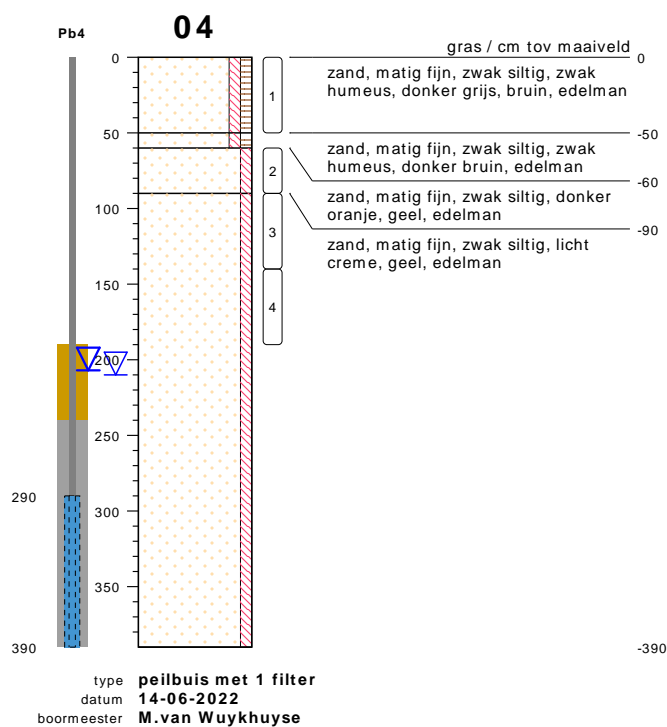 Pb4
04
gras / cm tov maaiveld
0
0
zand, matig fijn, zwak siltig, zwak
humeus, donker grijs, bruin, edelman
1
50
-50
zand, matig fijn, zwak siltig, zwak
humeus, donker bruin, edelman
2
-60
zand, matig fijn, zwak siltig, donker
oranje, geel, edelman
100
3
-90
zand, matig fijn, zwak siltig, licht
creme, geel, edelman
150
4
200
250
290
300
350
390
-390
type peilbuis met 1 filter
datum 14-06-2022
boormeester M.van Wuykhuyse